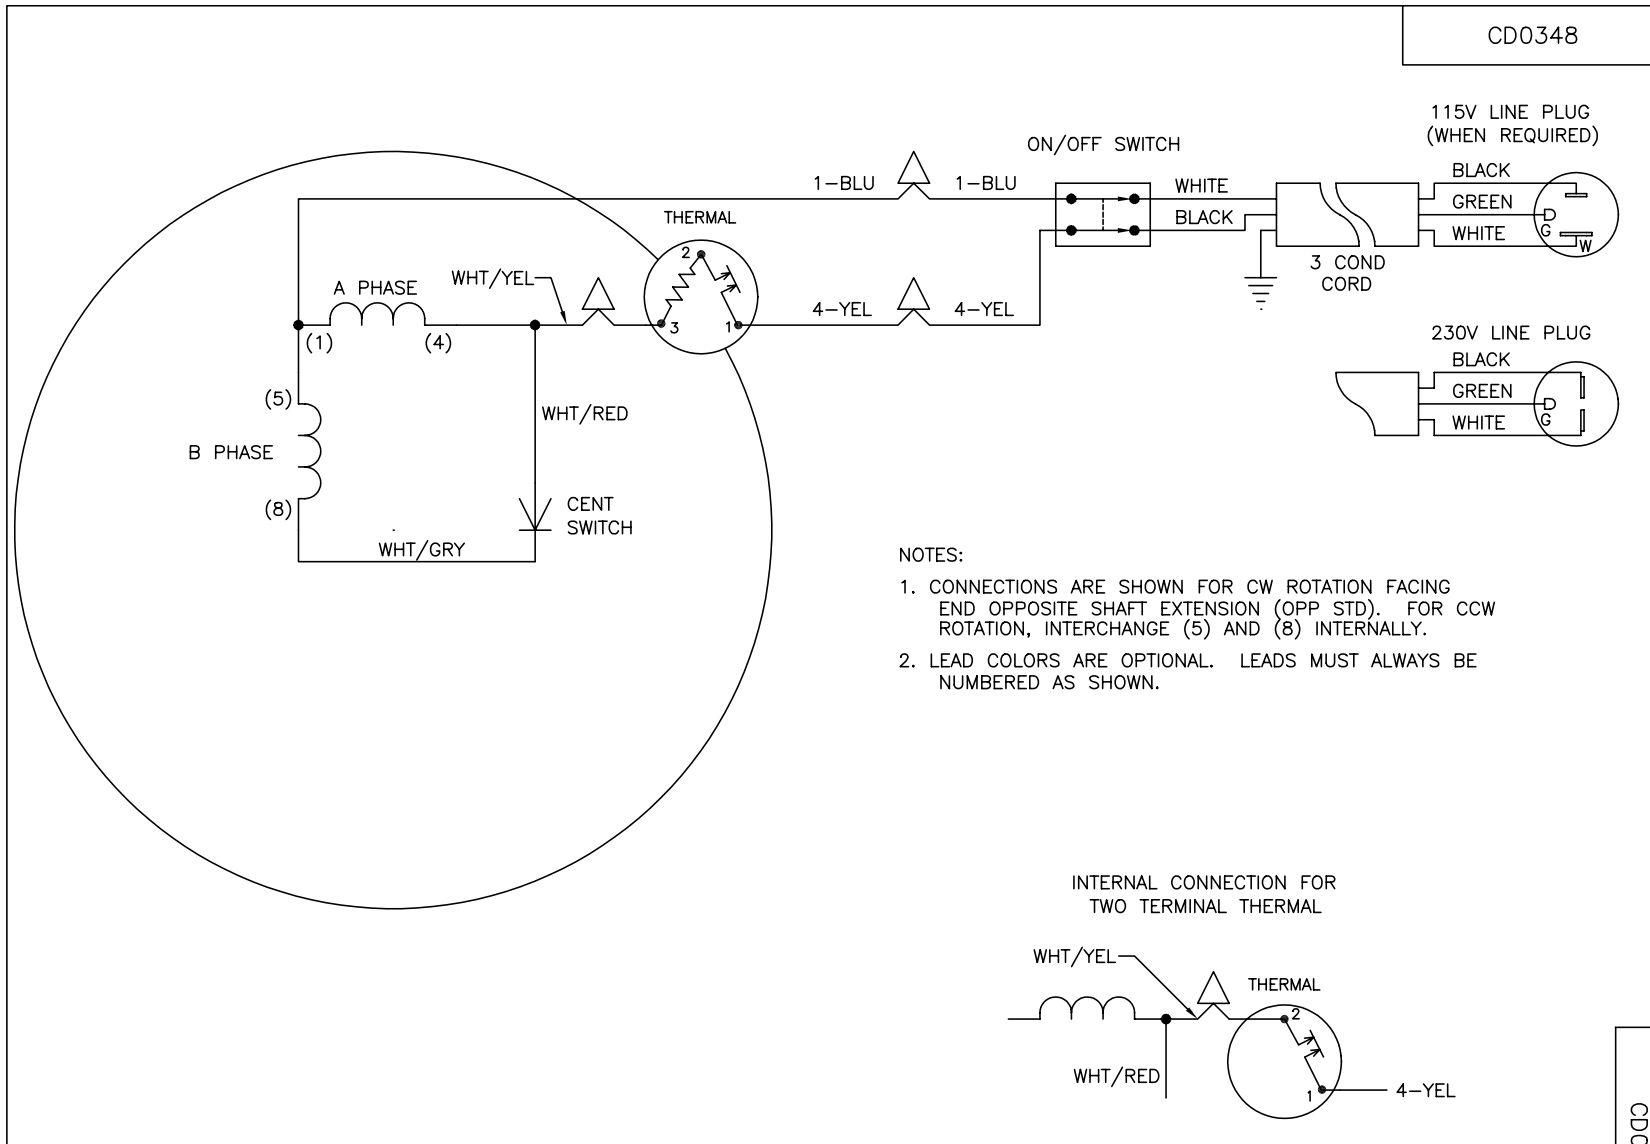 CD0348
115V LINE PLUG
(WHEN REQUIRED)
ON/OFF SWITCH
BLACK
1-BLU
1-BLU
WHITE
GREEN
THERMAL
BLACK
G
WHITE
W
2
WHT/YEL
3 COND
CORD
A PHASE
4-YEL
4-YEL
3
1
(1)
(4)
230V LINE PLUG
BLACK
GREEN
(5)
WHT/RED
G
WHITE
B PHASE
(8)
CENT
SWITCH
WHT/GRY
NOTES:
1. CONNECTIONS ARE SHOWN FOR CW ROTATION FACING
END OPPOSITE SHAFT EXTENSION (OPP STD). FOR CCW
ROTATION, INTERCHANGE (5) AND (8) INTERNALLY.
2. LEAD COLORS ARE OPTIONAL. LEADS MUST ALWAYS BE
NUMBERED AS SHOWN.
INTERNAL CONNECTION FOR
TWO TERMINAL THERMAL
WHT/YEL
THERMAL
2
WHT/RED
1
4-YEL